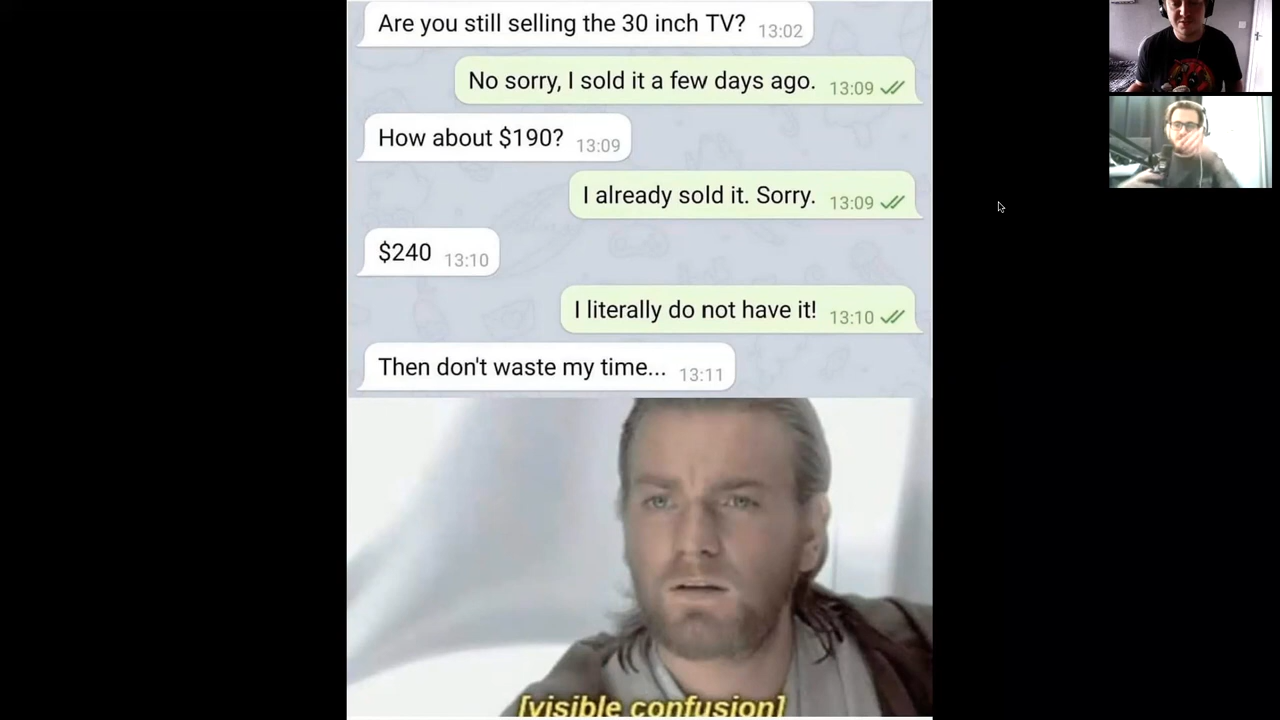 Are you still selling the 30 inch TV? 13:02
No sorry, I sold it a few days ago. 13:09
How about $190? 13:09
I already sold it. Sorry. 13:09
$240 13:10
I literally do not have it! 13:10
Then don't waste my time... 13:11
[visible confusion]